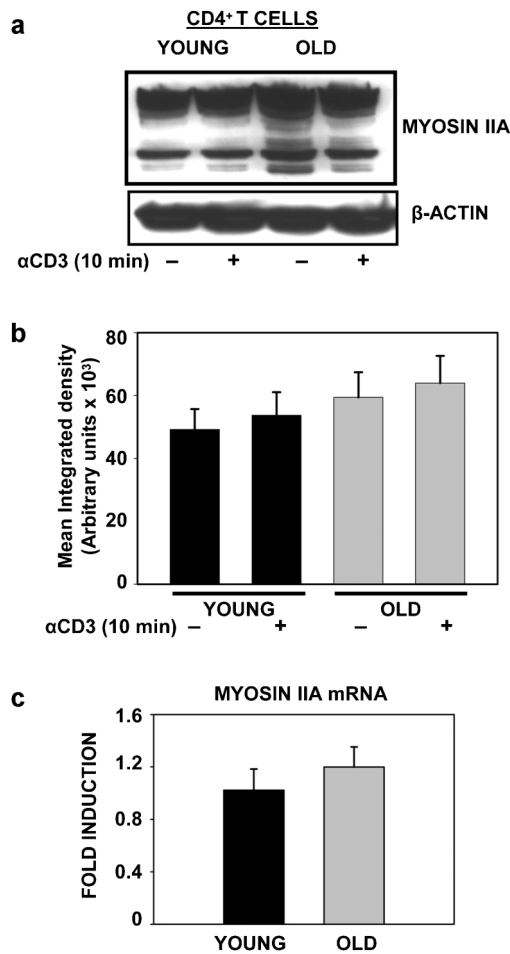 a
CD4⁺ T CELLS
YOUNG OLD
MYOSIN IIA
β-ACTIN
αCD3 (10 min) – + – +
b
Mean Integrated density
(Arbitrary units x 10³)
80
60
40
20
0
YOUNG OLD
αCD3 (10 min) – + – +
c
MYOSIN IIA mRNA
FOLD INDUCTION
1.6
1.2
0.8
0.4
0
YOUNG OLD